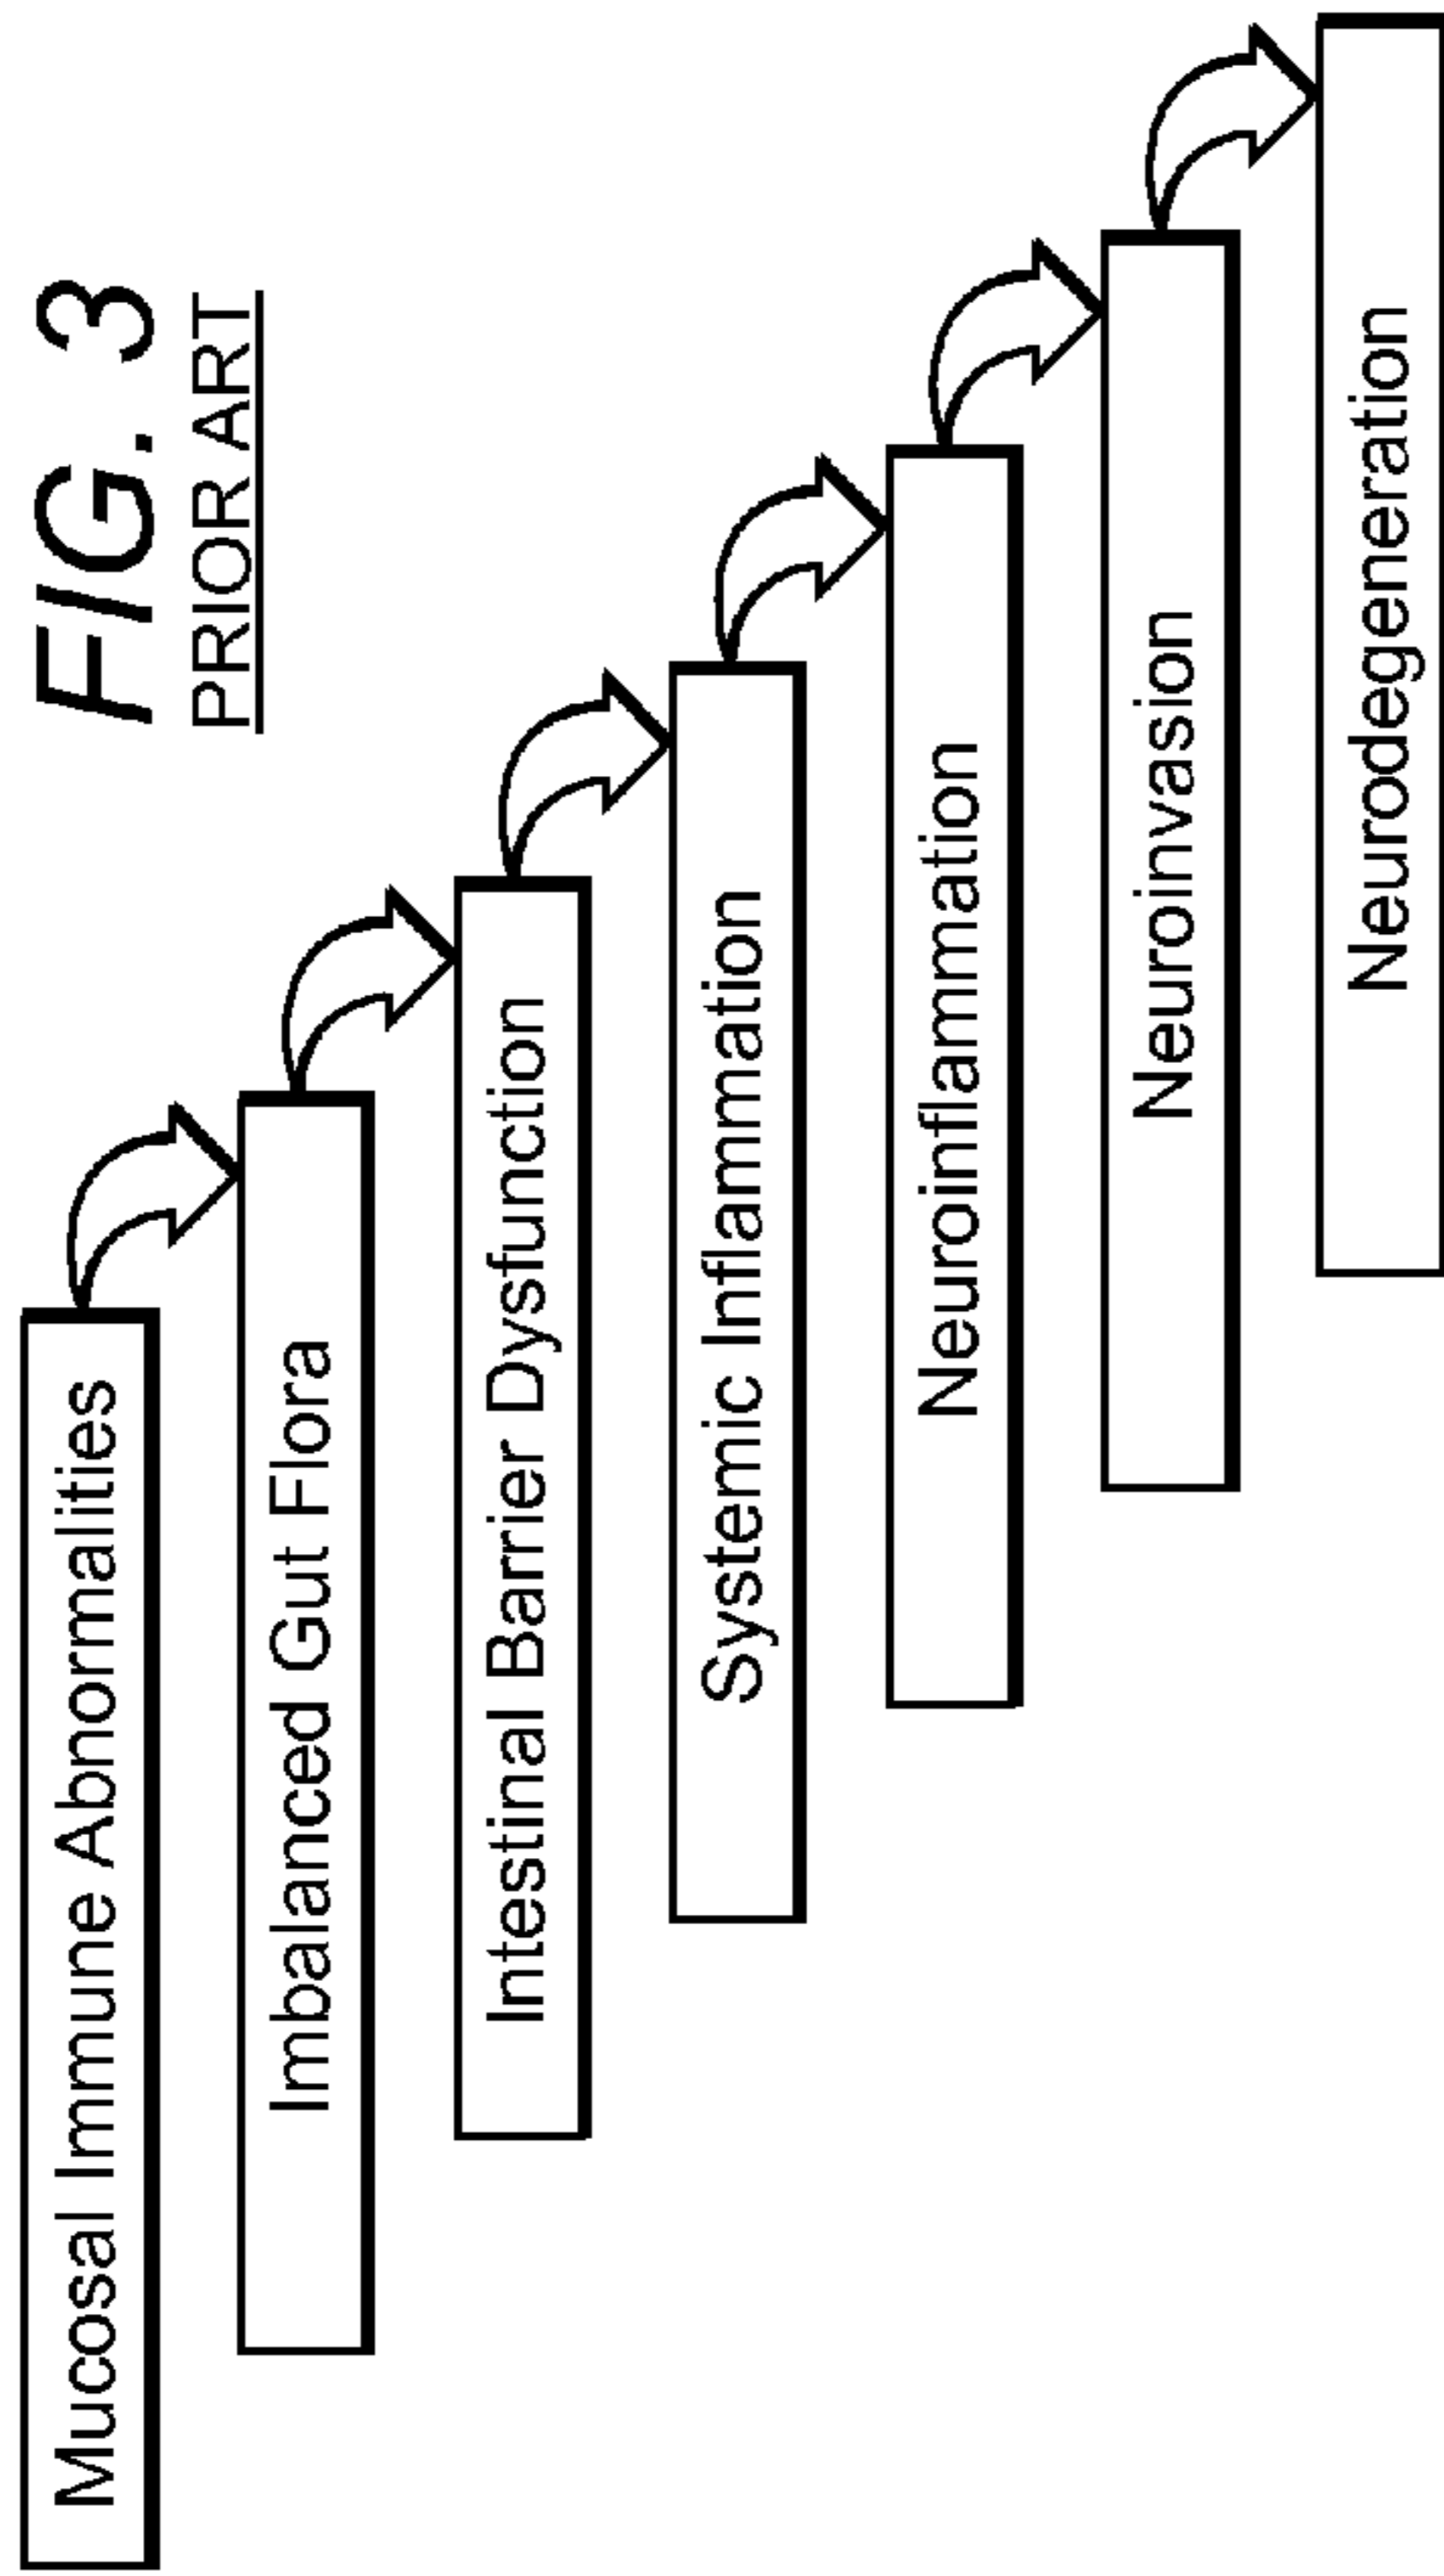 FIG. 3
PRIOR ART
Mucosal Immune Abnormalities
Imbalanced Gut Flora
Intestinal Barrier Dysfunction
Systemic Inflammation
Neuroinflammation
Neuroinvasion
Neurodegeneration